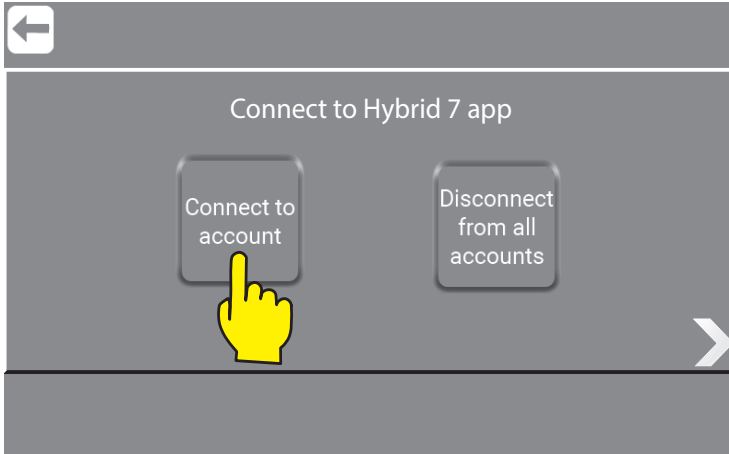 Connect to Hybrid 7 app
Connect to
account
Disconnect
from all
accounts